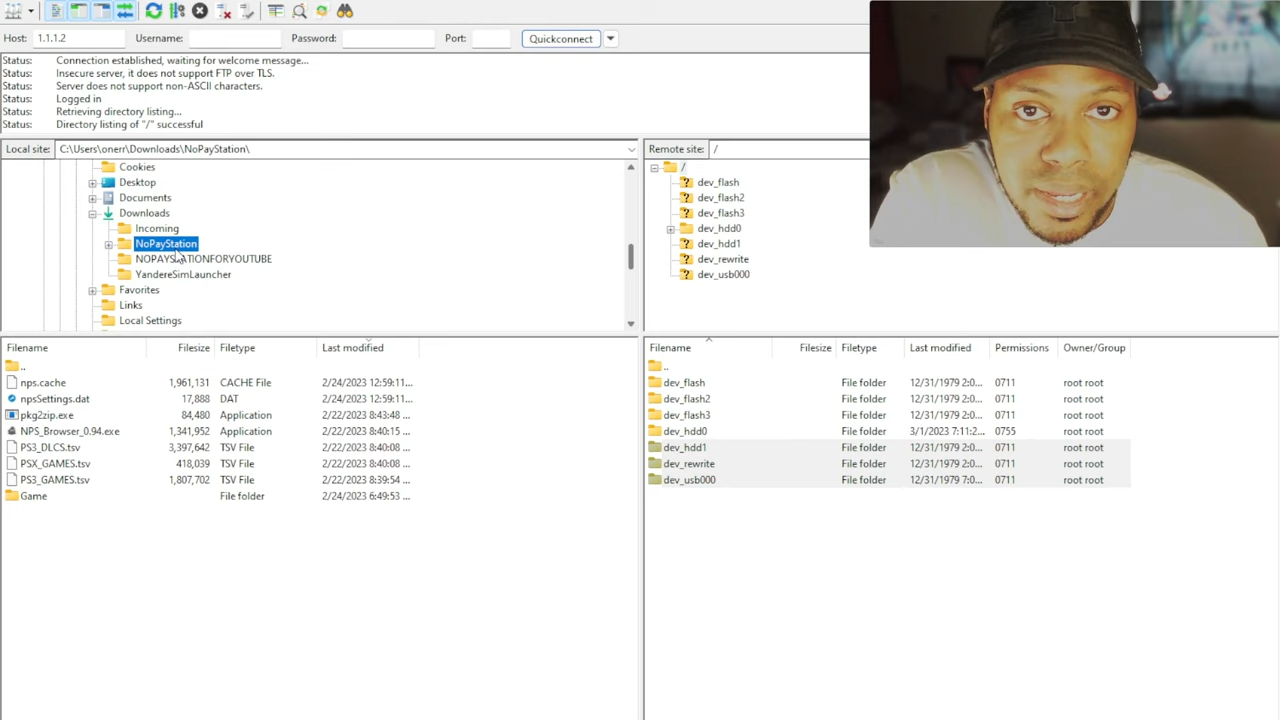 Host: 1.1.1.2 Username: Password: Port: Quickconnect
Status: Connection established, waiting for welcome message...
Status: Insecure server, it does not support FTP over TLS.
Status: Server does not support non-ASCII characters.
Status: Logged in
Status: Retrieving directory listing...
Status: Directory listing of "/" successful
Local site: C:\Users\onerr\Downloads\NoPayStation\
Cookies
Desktop
Documents
Downloads
Incoming
NoPayStation
NOPAYSTATIONFORYOUTUBE
YandereSimLauncher
Favorites
Links
Local Settings
Remote site: /
/
dev_flash
dev_flash2
dev_flash3
dev_hdd0
dev_hdd1
dev_rewrite
dev_usb000
Filename Filesize Filetype Last modified
..
nps.cache 1,961,131 CACHE File 2/24/2023 12:59:11...
npsSettings.dat 17,888 DAT 2/24/2023 12:59:11...
pkg2zip.exe 84,480 Application 2/22/2023 8:43:48 ...
NPS_Browser_0.94.exe 1,341,952 Application 2/22/2023 8:40:15 ...
PS3_DLCS.tsv 3,397,642 TSV File 2/22/2023 8:40:08 ...
PSX_GAMES.tsv 418,039 TSV File 2/22/2023 8:40:08 ...
PS3_GAMES.tsv 1,807,702 TSV File 2/22/2023 8:39:54 ...
Game File folder 2/24/2023 6:49:53 ...
Filename Filesize Filetype Last modified Permissions Owner/Group
..
dev_flash File folder 12/31/1979 2:0... 0711 root root
dev_flash2 File folder 12/31/1979 2:0... 0711 root root
dev_flash3 File folder 12/31/1979 2:0... 0711 root root
dev_hdd0 File folder 3/1/2023 7:11:2... 0755 root root
dev_hdd1 File folder 12/31/1979 2:0... 0711 root root
dev_rewrite File folder 12/31/1979 2:0... 0711 root root
dev_usb000 File folder 12/31/1979 7:0... 0711 root root